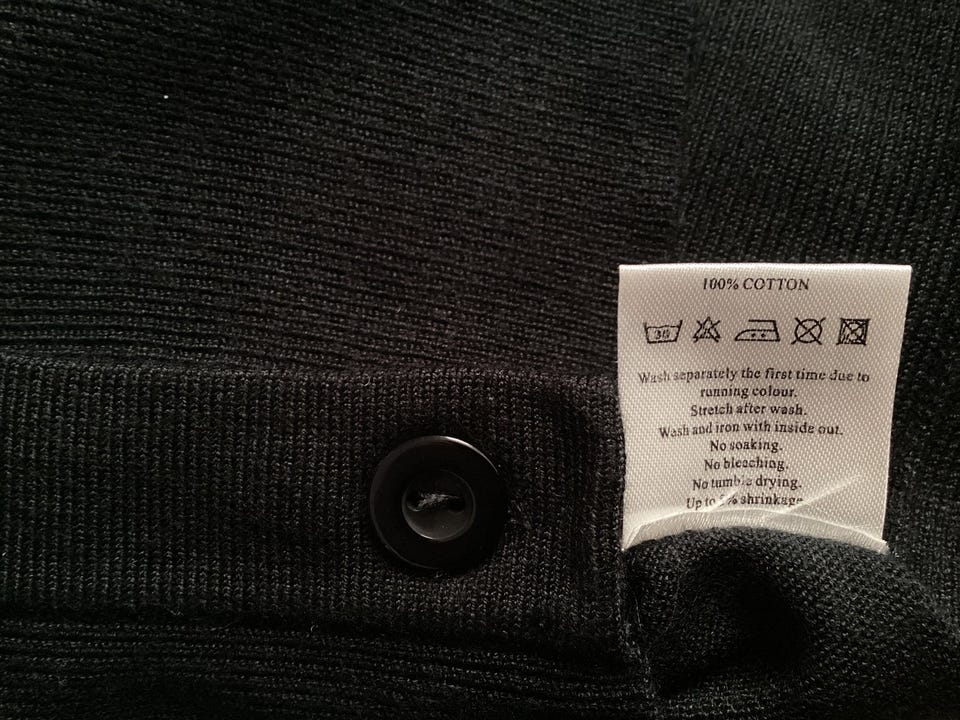 100% COTTON
30
Wash separately the first time due to
running colour.
Stretch after wash.
Wash and iron with inside out.
No soaking.
No bleaching.
No tumble drying.
Up to % shrinkage